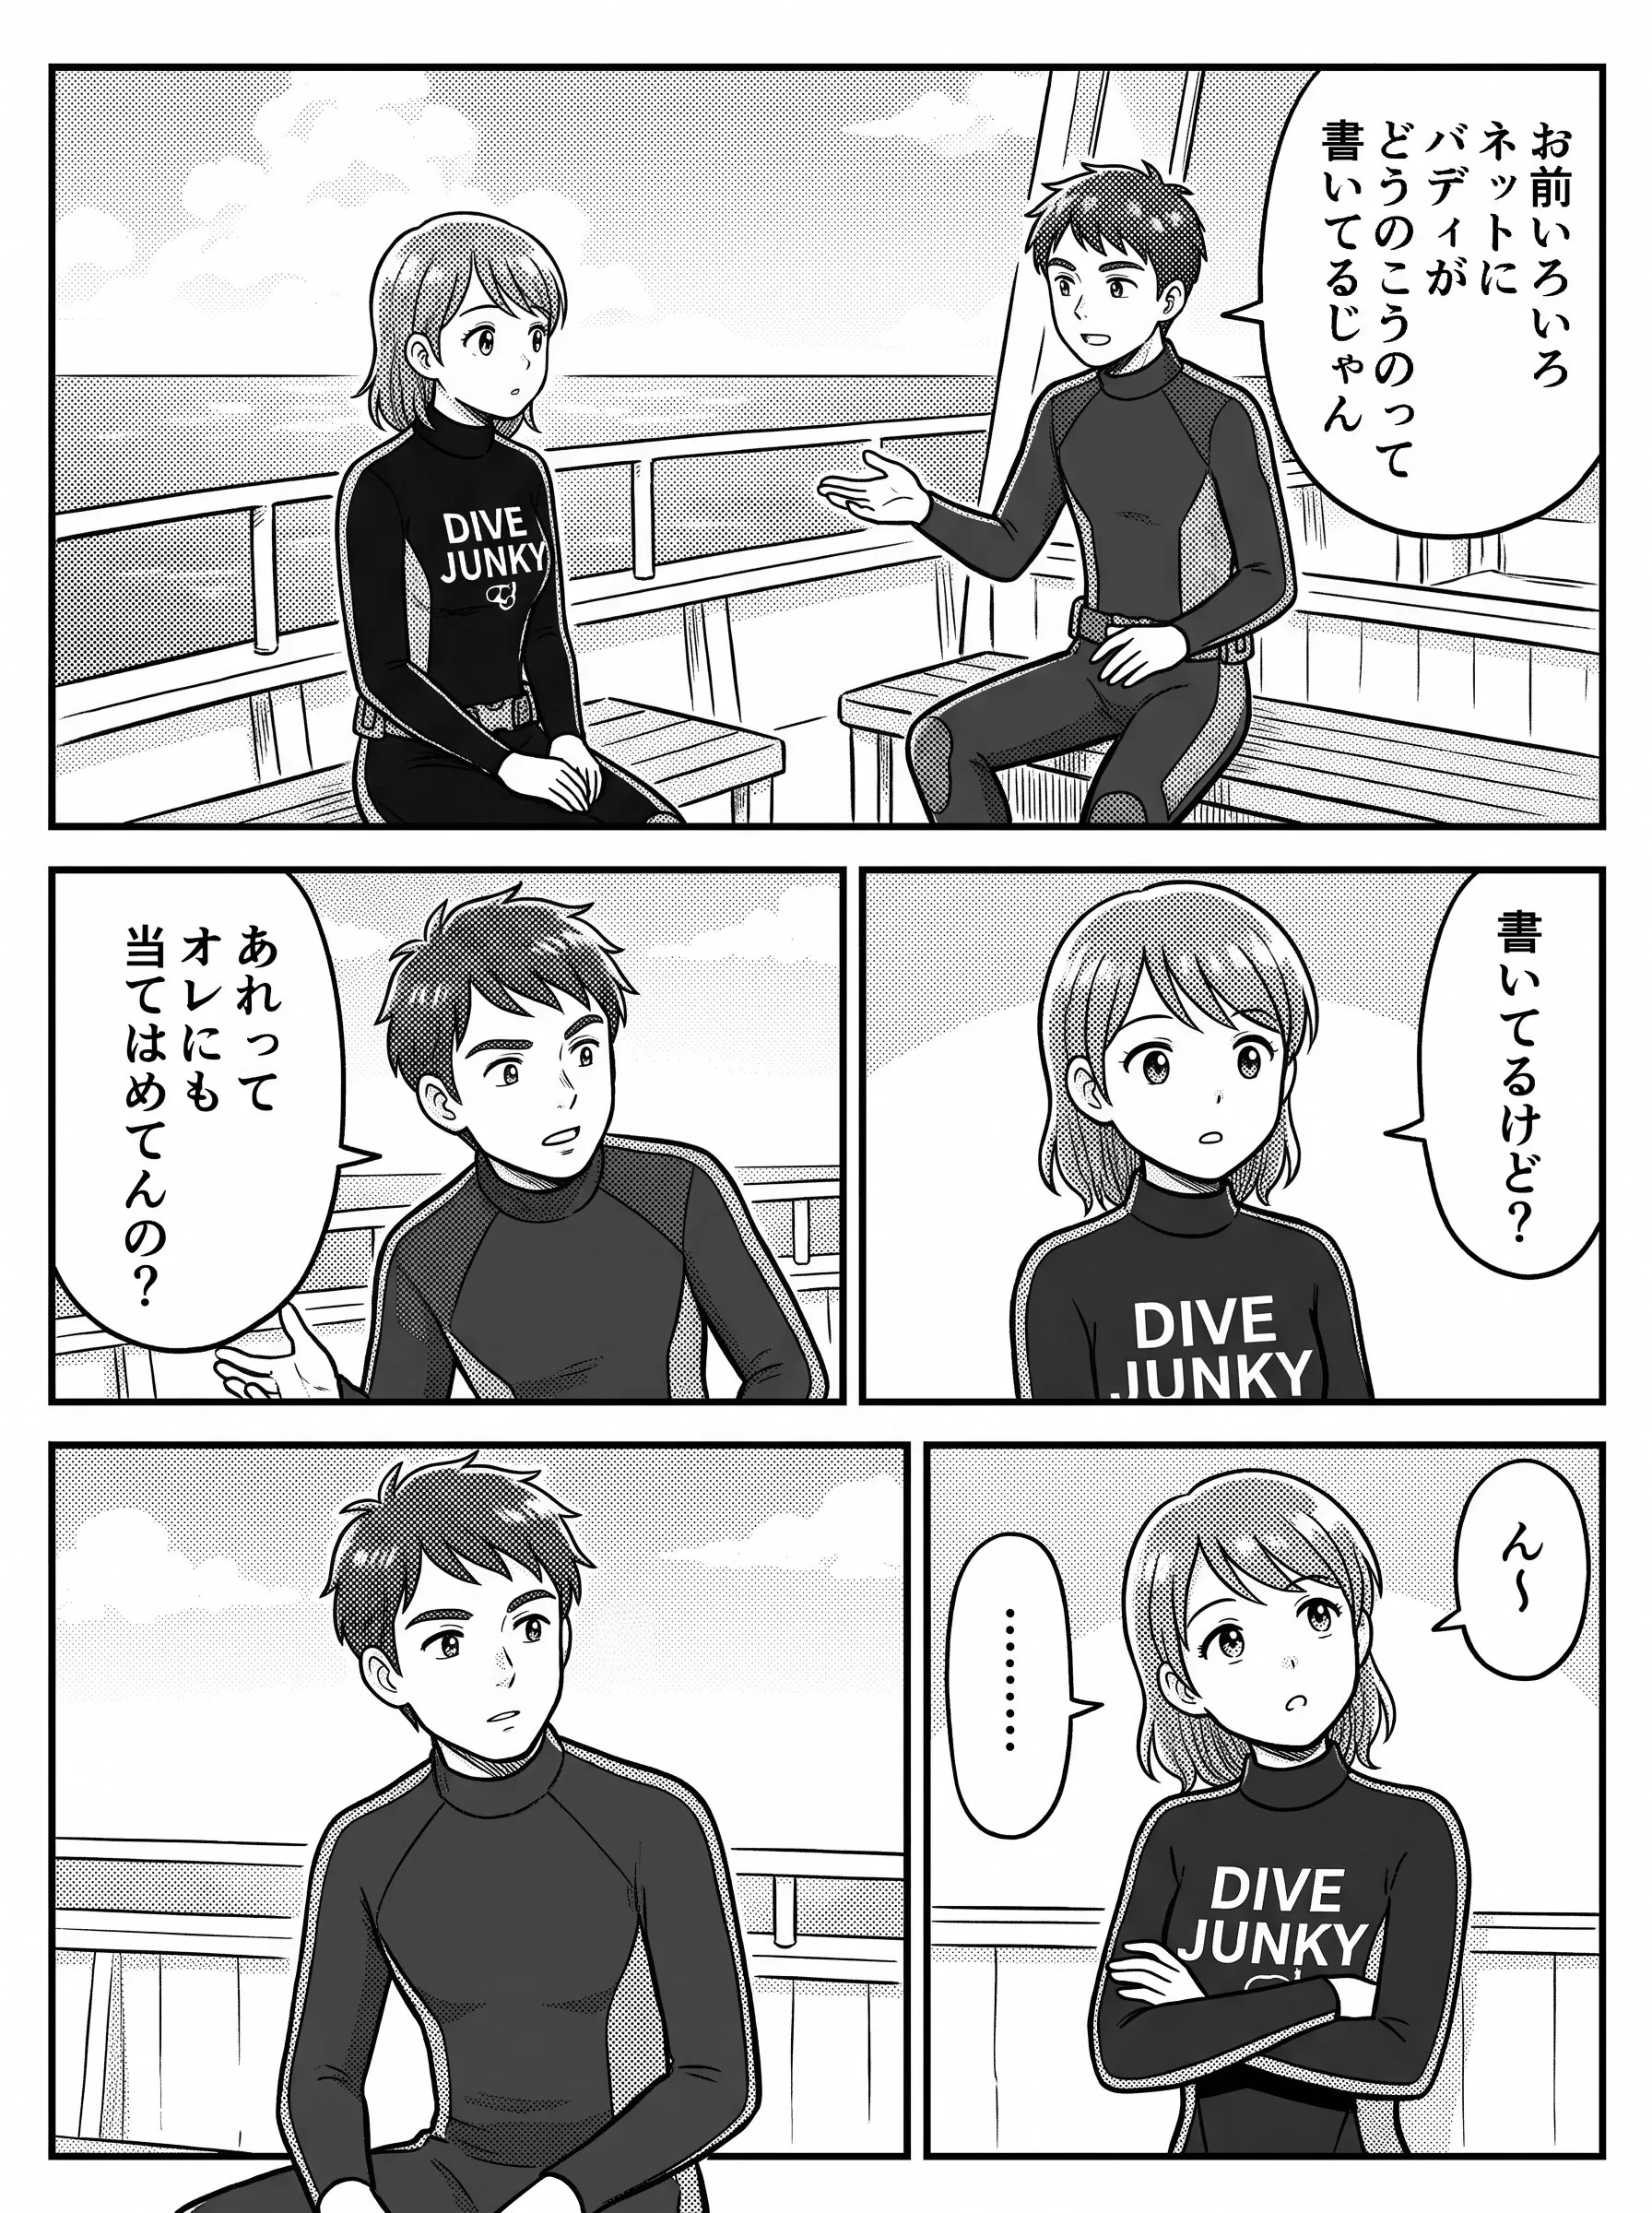 お前いろいろ
ネットに
バディが
どうのこうのって
書いてるじゃん
DIVE
JUNKY
書いてるけど?
DIVE
JUNKY
あれって
オレにも
当てはめてんの?
ん〜
………
DIVE
JUNKY